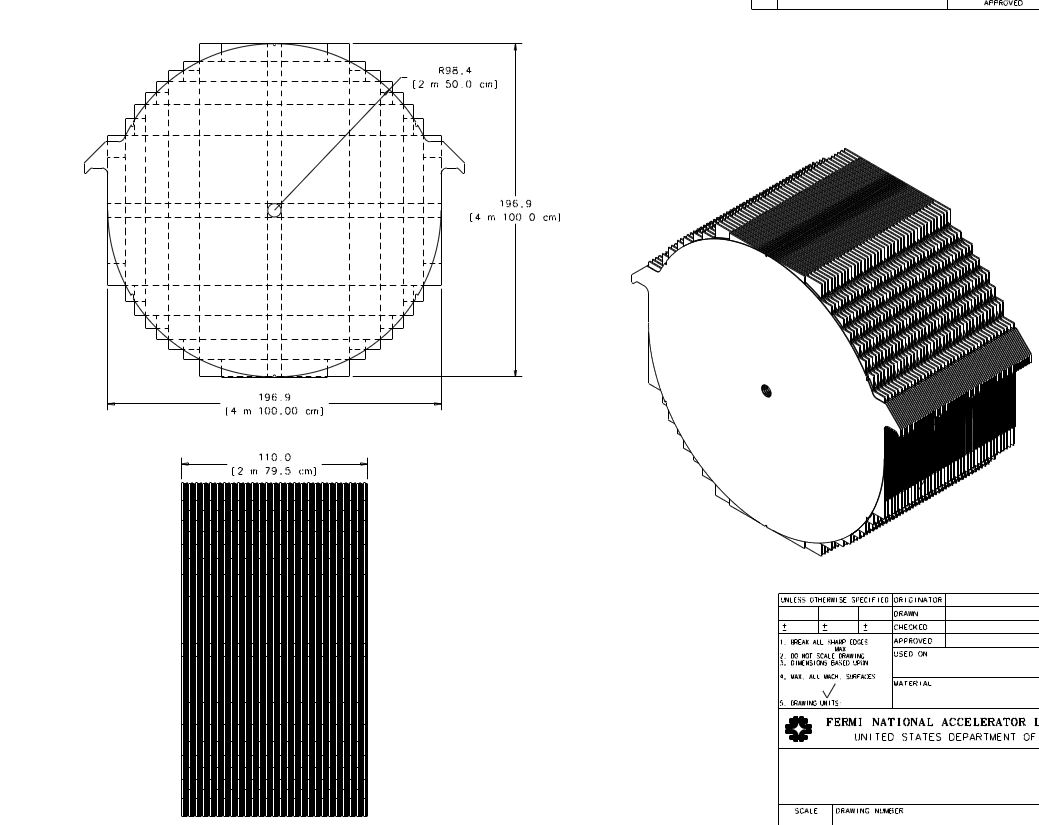 APPROVED
R98.4
[2 m 50.0 cm]
196.9
[4 m 100.0 cm]
196.9
[4 m 100.00 cm]
110.0
[2 m 79.5 cm]
UNLESS OTHERWISE SPECIFIED
ORIGINATOR
DRAWN
± ± ±
CHECKED
1. BREAK ALL SHARP EDGES
MAX
APPROVED
2. DO NOT SCALE DRAWING
3. DIMENSIONS BASED UPON
USED ON
4. MAX. ALL MACH. SURFACES
MATERIAL
5. DRAWING UNITS:
FERMI NATIONAL ACCELERATOR L
UNITED STATES DEPARTMENT OF
SCALE
DRAWING NUMBER